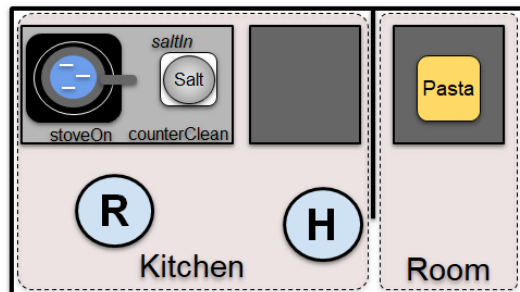 saltIn
Salt
Pasta
stoveOn
counterClean
R
H
Kitchen
Room